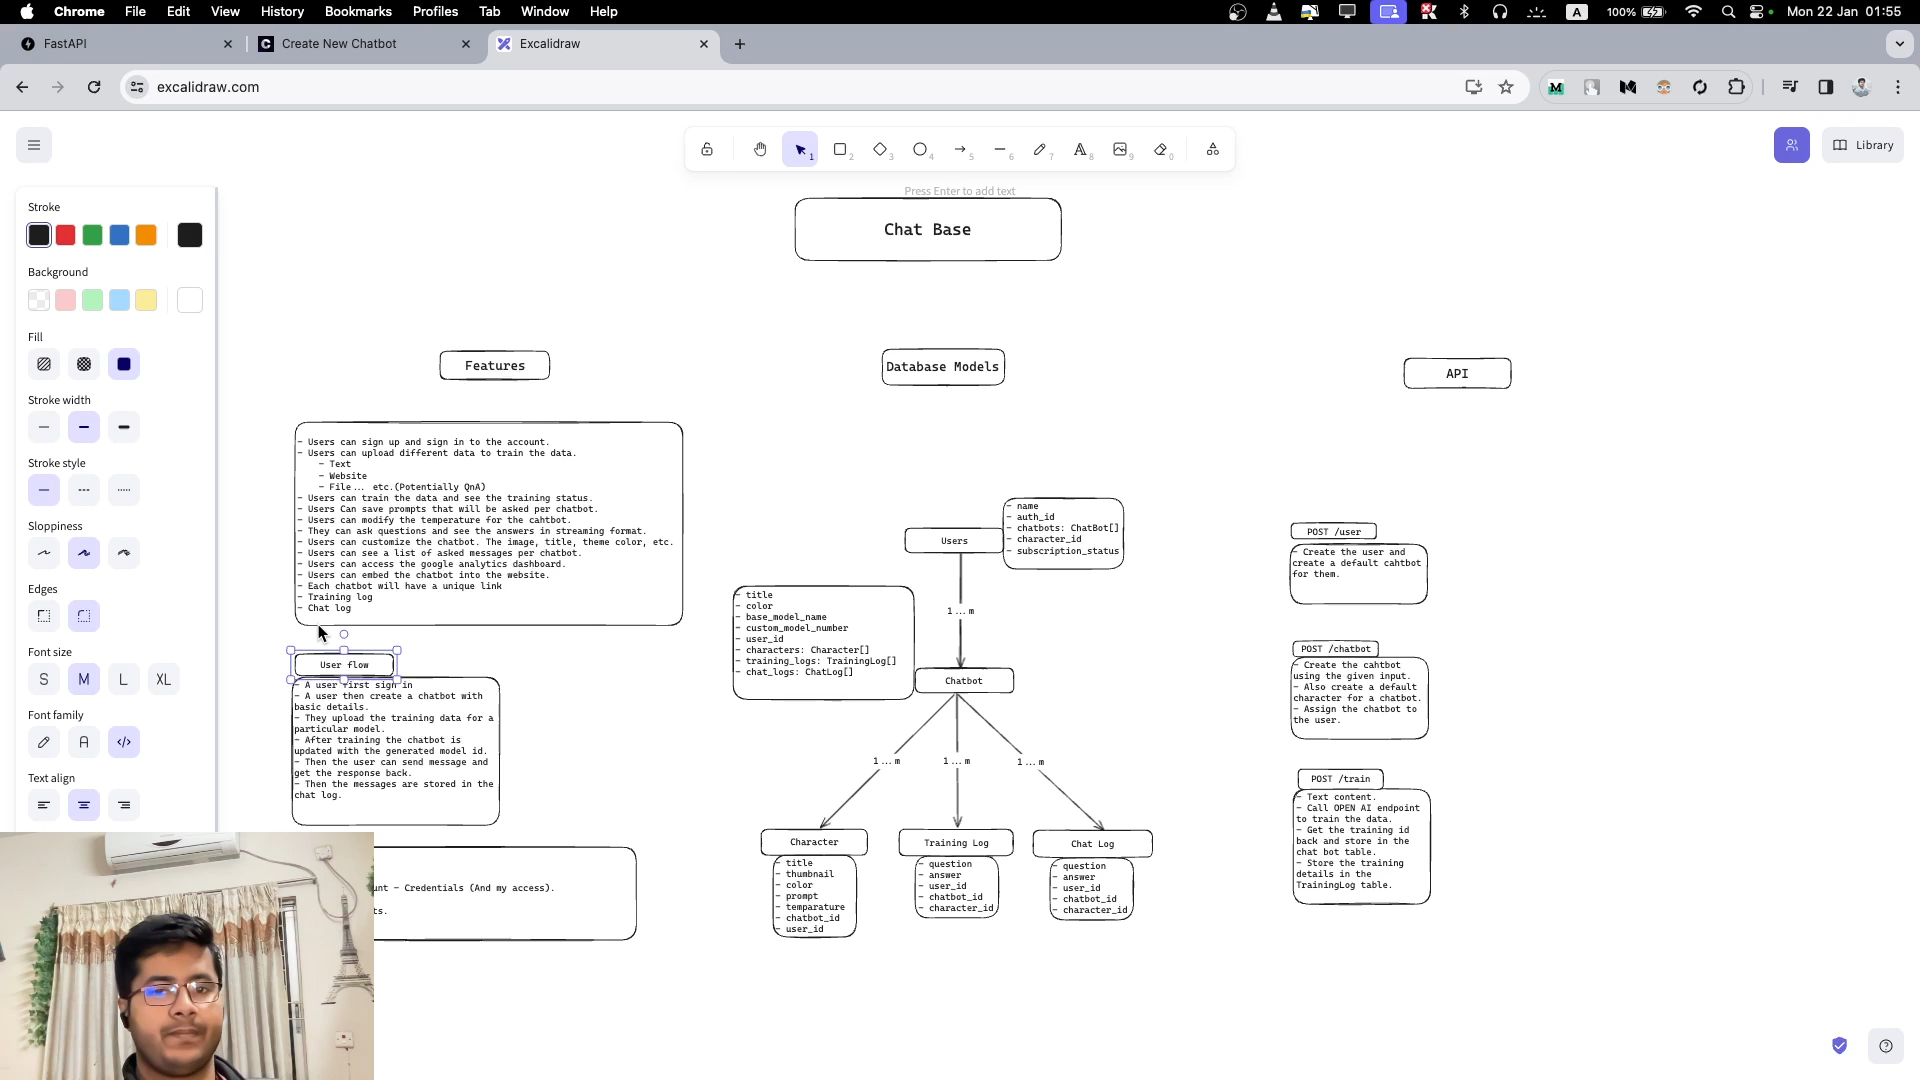 Chrome File Edit View History Bookmarks Profiles Tab Window Help
A 100% Mon 22 Jan 01:55
FastAPI
Create New Chatbot
Excalidraw
excalidraw.com
1 2 3 4 5 6 7 8 9 0
Library
Press Enter to add text
Stroke
Background
Fill
Stroke width
Stroke style
Sloppiness
Edges
Font size
S M L XL
Font family
Text align
Chat Base
Features
- Users can sign up and sign in to the account.
- Users can upload different data to train the data.
- Text
- Website
- File... etc.(Potentially QnA)
- Users can train the data and see the training status.
- Users Can save prompts that will be asked per chatbot.
- Users can modify the temperature for the cahtbot.
- They can ask questions and see the answers in streaming format.
- Users can customize the chatbot. The image, title, theme color, etc.
- Users can see a list of asked messages per chatbot.
- Users can access the google analytics dashboard.
- Users can embed the chatbot into the website.
- Each chatbot will have a unique link
- Training log
- Chat log
User flow
- A user first sign in
- A user then create a chatbot with
basic details.
- They upload the training data for a
particular model.
- After training the chatbot is
updated with the generated model id.
- Then the user can send message and
get the response back.
- Then the messages are stored in the
chat log.
unt - Credentials (And my access).
ts.
Database Models
Users
- name
- auth_id
- chatbots: ChatBot[]
- character_id
- subscription_status
1...m
- title
- color
- base_model_name
- custom_model_number
- user_id
- characters: Character[]
- training_logs: TrainingLog[]
- chat_logs: ChatLog[]
Chatbot
1...m 1...m 1...m
Character
- title
- thumbnail
- color
- prompt
- temparature
- chatbot_id
- user_id
Training Log
- question
- answer
- user_id
- chatbot_id
- character_id
Chat Log
- question
- answer
- user_id
- chatbot_id
- character_id
API
POST /user
- Create the user and
create a default cahtbot
for them.
POST /chatbot
- Create the cahtbot
using the given input.
- Also create a default
character for a chatbot.
- Assign the chatbot to
the user.
POST /train
- Text content.
- Call OPEN AI endpoint
to train the data.
- Get the training id
back and store in the
chat bot table.
- Store the training
details in the
TrainingLog table.